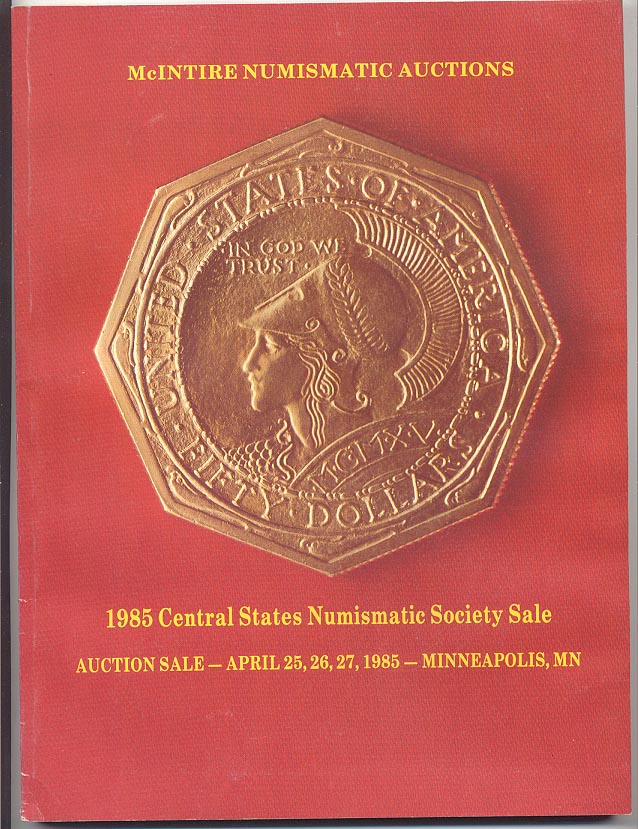 McINTIRE NUMISMATIC AUCTIONS
UNITED · STATES · OF · AMERICA ·
IN GOD WE
TRUST ·
MCMXV
FIFTY · DOLLARS
1985 Central States Numismatic Society Sale
AUCTION SALE — APRIL 25, 26, 27, 1985 — MINNEAPOLIS, MN